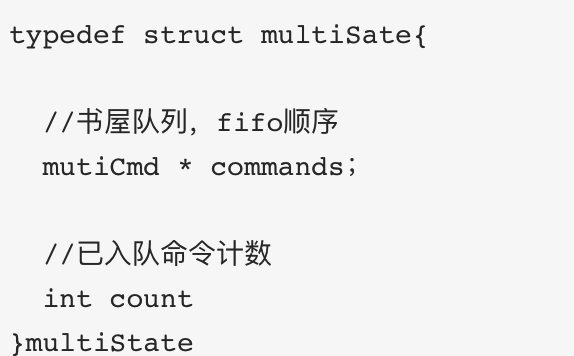 typedef struct multiSate{
//书屋队列，fifo顺序
mutiCmd * commands;
//已入队命令计数
int count
}multiState